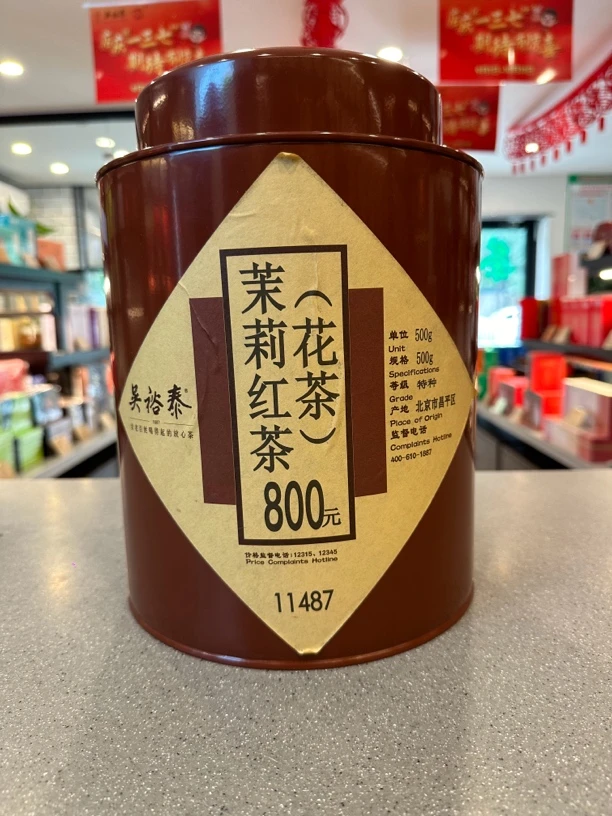 茉莉红茶
（花茶）
800元
吴裕泰
1887
单位 500g
Unit
规格 500g
Specifications
等级 特种
Grade
产地 北京市昌平区
Place of Origin
监督电话
Complaints Hotline
400-610-1887
价格监督电话：12315、12345
Price Complaints Hotline
11487